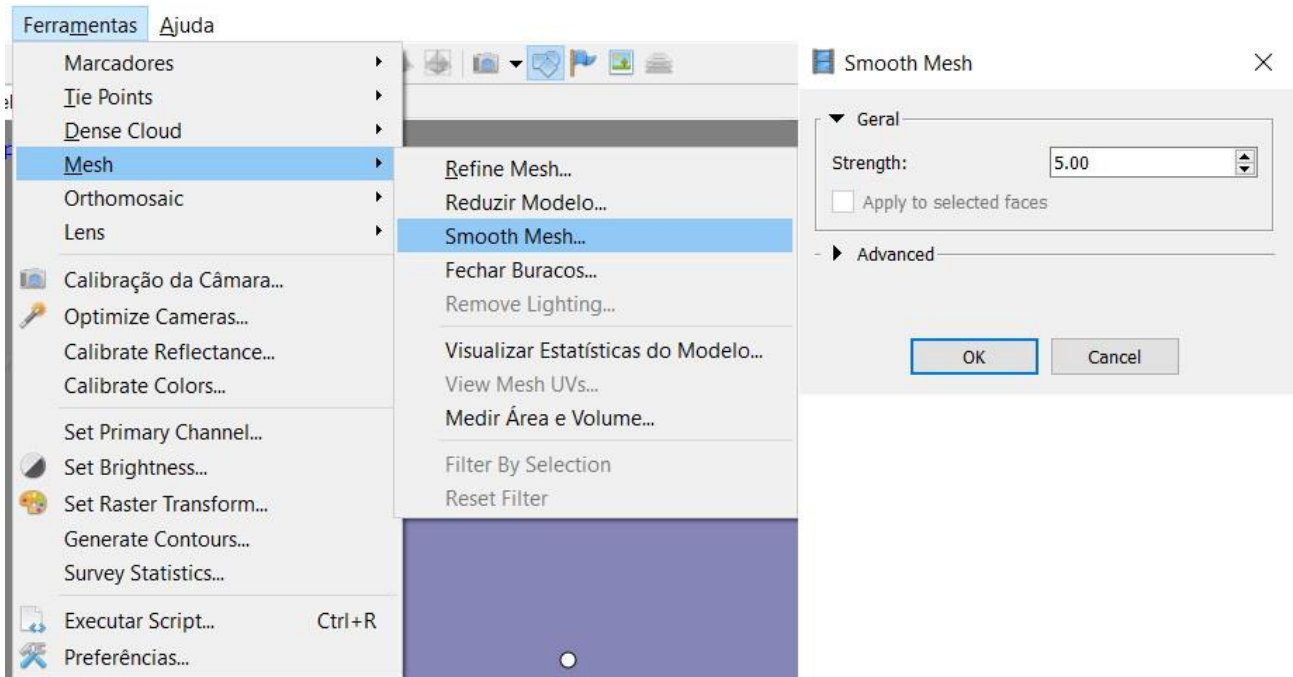 Ferramentas Ajuda
Marcadores
Tie Points
Dense Cloud
Mesh
Orthomosaic
Lens
Calibração da Câmara...
Optimize Cameras...
Calibrate Reflectance...
Calibrate Colors...
Set Primary Channel...
Set Brightness...
Set Raster Transform...
Generate Contours...
Survey Statistics...
Executar Script... Ctrl+R
Preferências...
Refine Mesh...
Reduzir Modelo...
Smooth Mesh...
Fechar Buracos...
Remove Lighting...
Visualizar Estatísticas do Modelo...
View Mesh UVs...
Medir Área e Volume...
Filter By Selection
Reset Filter
Smooth Mesh
Geral
Strength: 5.00
Apply to selected faces
Advanced
OK Cancel